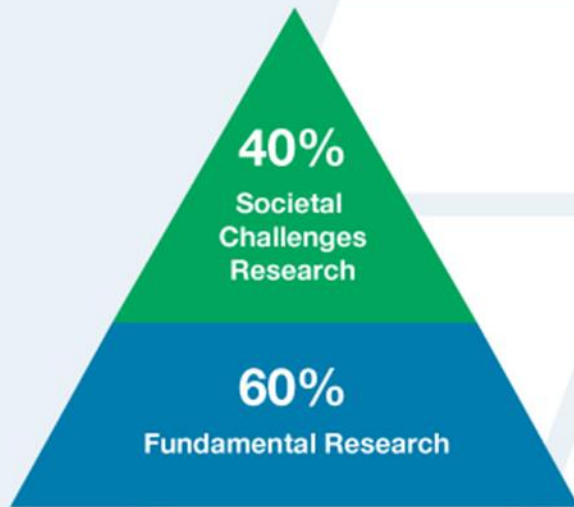 40%
Societal
Challenges
Research
60%
Fundamental Research